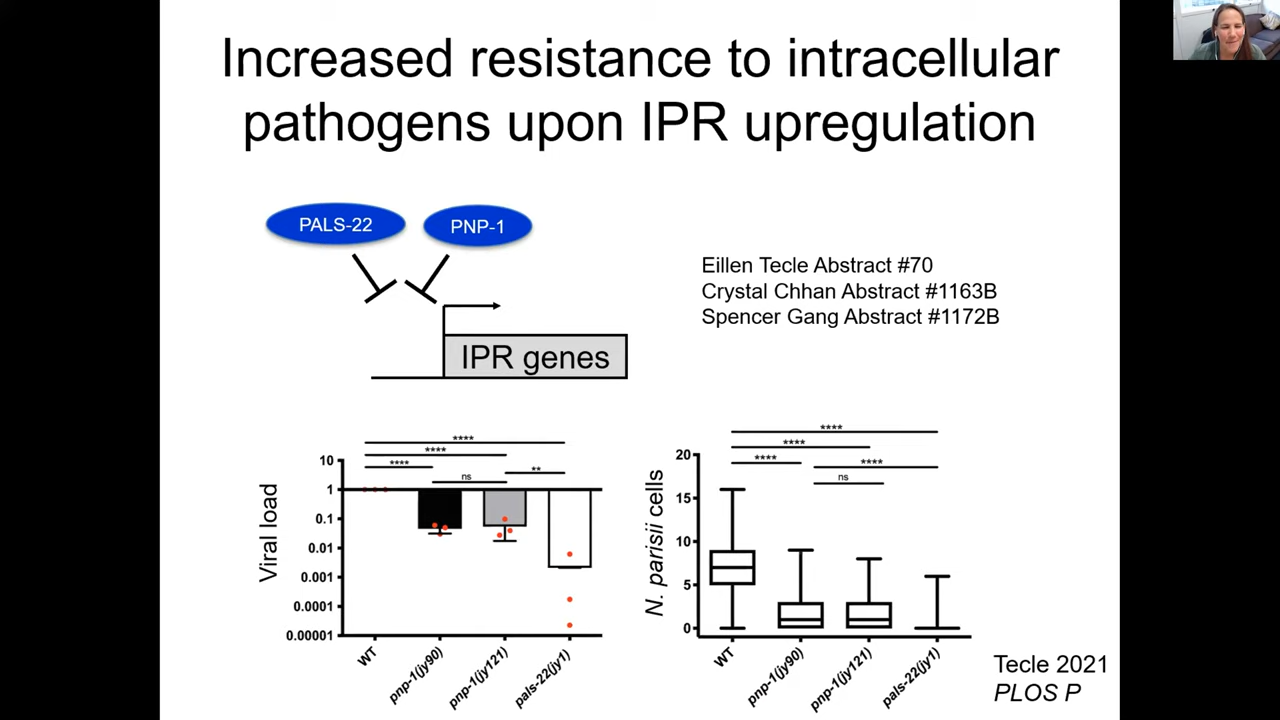 Increased resistance to intracellular
pathogens upon IPR upregulation
PALS-22
PNP-1
IPR genes
Eillen Tecle Abstract #70
Crystal Chhan Abstract #1163B
Spencer Gang Abstract #1172B
****
****
****
ns
**
Viral load
10
1
0.1
0.01
0.001
0.0001
0.00001
WT
pnp-1(jy90)
pnp-1(jy121)
pals-22(jy1)
****
****
****
****
ns
N. parisii cells
20
15
10
5
0
WT
pnp-1(jy90)
pnp-1(jy121)
pals-22(jy1)
Tecle 2021
PLOS P